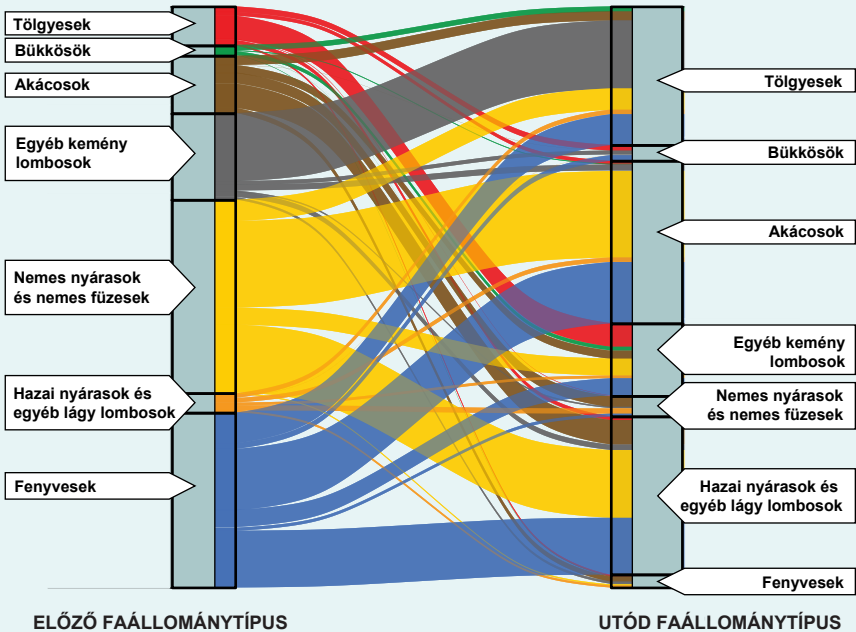 Tölgyesek
Bükkösök
Akácosok
Egyéb kemény
lombosok
Nemes nyárasok
és nemes füzesek
Hazai nyárasok és
egyéb lágy lombosok
Fenyvesek
ELŐZŐ FAÁLLOMÁNYTÍPUS
Tölgyesek
Bükkösök
Akácosok
Egyéb kemény
lombosok
Nemes nyárasok
és nemes füzesek
Hazai nyárasok és
egyéb lágy lombosok
Fenyvesek
UTÓD FAÁLLOMÁNYTÍPUS